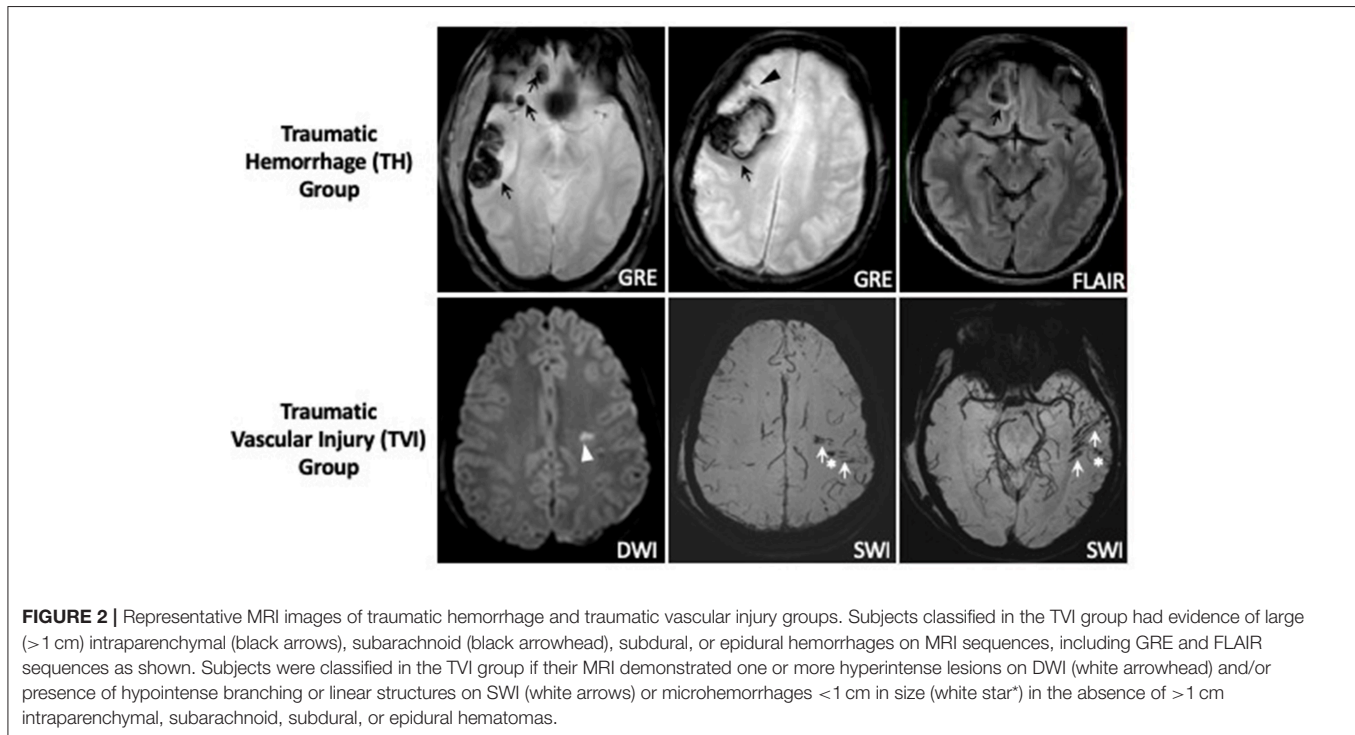 Traumatic
Hemorrhage (TH)
Group
GRE
GRE
FLAIR
Traumatic
Vascular Injury (TVI)
Group
DWI
SWI
SWI
FIGURE 2 | Representative MRI images of traumatic hemorrhage and traumatic vascular injury groups. Subjects classified in the TVI group had evidence of large
(>1 cm) intraparenchymal (black arrows), subarachnoid (black arrowhead), subdural, or epidural hemorrhages on MRI sequences, including GRE and FLAIR
sequences as shown. Subjects were classified in the TVI group if their MRI demonstrated one or more hyperintense lesions on DWI (white arrowhead) and/or
presence of hypointense branching or linear structures on SWI (white arrows) or microhemorrhages <1 cm in size (white star*) in the absence of >1 cm
intraparenchymal, subarachnoid, subdural, or epidural hematomas.